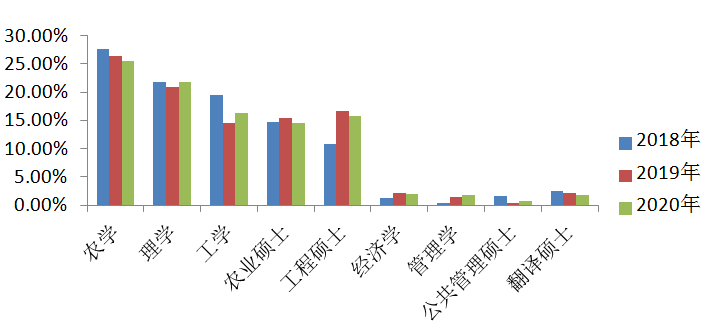 30.00%
25.00%
20.00%
15.00%
10.00%
5.00%
0.00%
农学
理学
工学
农业硕士
工程硕士
经济学
管理学
公共管理硕士
翻译硕士
2018年
2019年
2020年